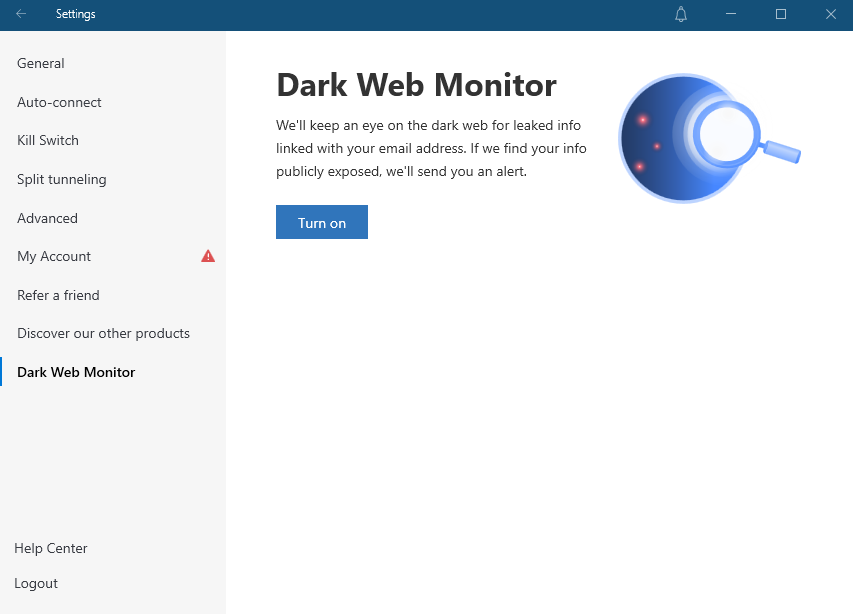 Settings
General
Auto-connect
Kill Switch
Split tunneling
Advanced
My Account
Refer a friend
Discover our other products
Dark Web Monitor
Help Center
Logout
Dark Web Monitor
We'll keep an eye on the dark web for leaked info
linked with your email address. If we find your info
publicly exposed, we'll send you an alert.
Turn on